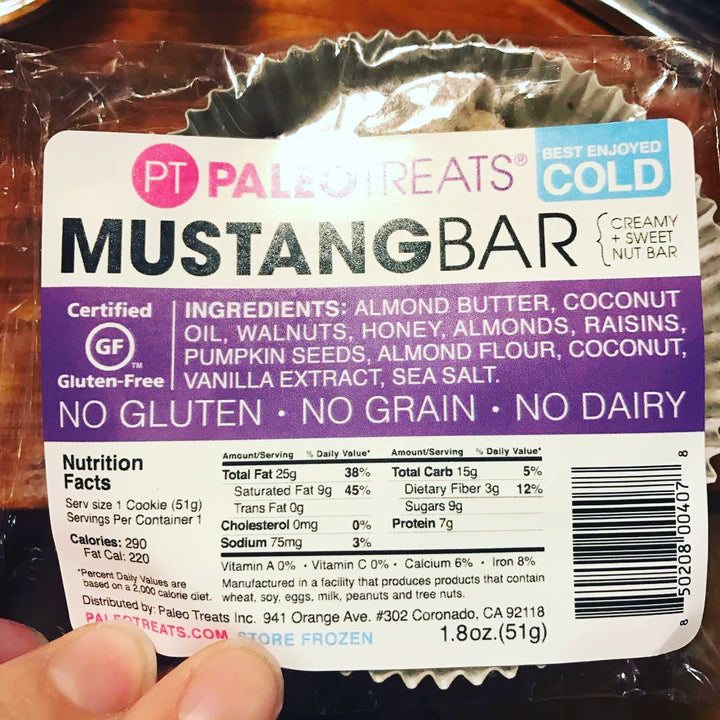 PT PALEOTREATS®
BEST ENJOYED
COLD
MUSTANGBAR
CREAMY
+ SWEET
NUT BAR
Certified
GF
TM
Gluten-Free
INGREDIENTS: ALMOND BUTTER, COCONUT
OIL, WALNUTS, HONEY, ALMONDS, RAISINS,
PUMPKIN SEEDS, ALMOND FLOUR, COCONUT,
VANILLA EXTRACT, SEA SALT.
NO GLUTEN • NO GRAIN • NO DAIRY
Nutrition
Facts
Serv size 1 Cookie (51g)
Servings Per Container 1
Calories: 290
Fat Cal: 220
*Percent Daily Values are
based on a 2,000 calorie diet.
Amount/Serving % Daily Value*
Total Fat 25g 38%
Saturated Fat 9g 45%
Trans Fat 0g
Cholesterol 0mg 0%
Sodium 75mg 3%
Amount/Serving % Daily Value*
Total Carb 15g 5%
Dietary Fiber 3g 12%
Sugars 9g
Protein 7g
Vitamin A 0% • Vitamin C 0% • Calcium 6% • Iron 8%
Manufactured in a facility that produces products that contain
wheat, soy, eggs, milk, peanuts and tree nuts.
Distributed by: Paleo Treats Inc. 941 Orange Ave. #302 Coronado, CA 92118
PALEOTREATS.COM STORE FROZEN
1.8oz.(51g)
8 50208 00407 8